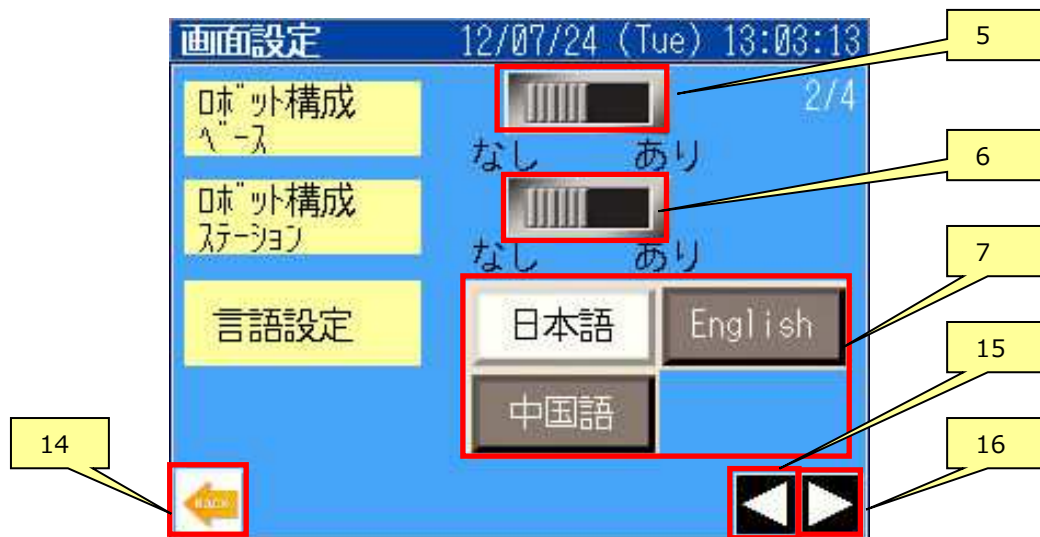 画面設定 12/07/24 (Tue) 13:03:13
5
2/4
ﾛﾎﾞｯﾄ構成
ﾍﾞｰｽ
なし あり
6
ﾛﾎﾞｯﾄ構成
ｽﾃｰｼｮﾝ
なし あり
7
言語設定
日本語 English
15
中国語
14
16
BACK